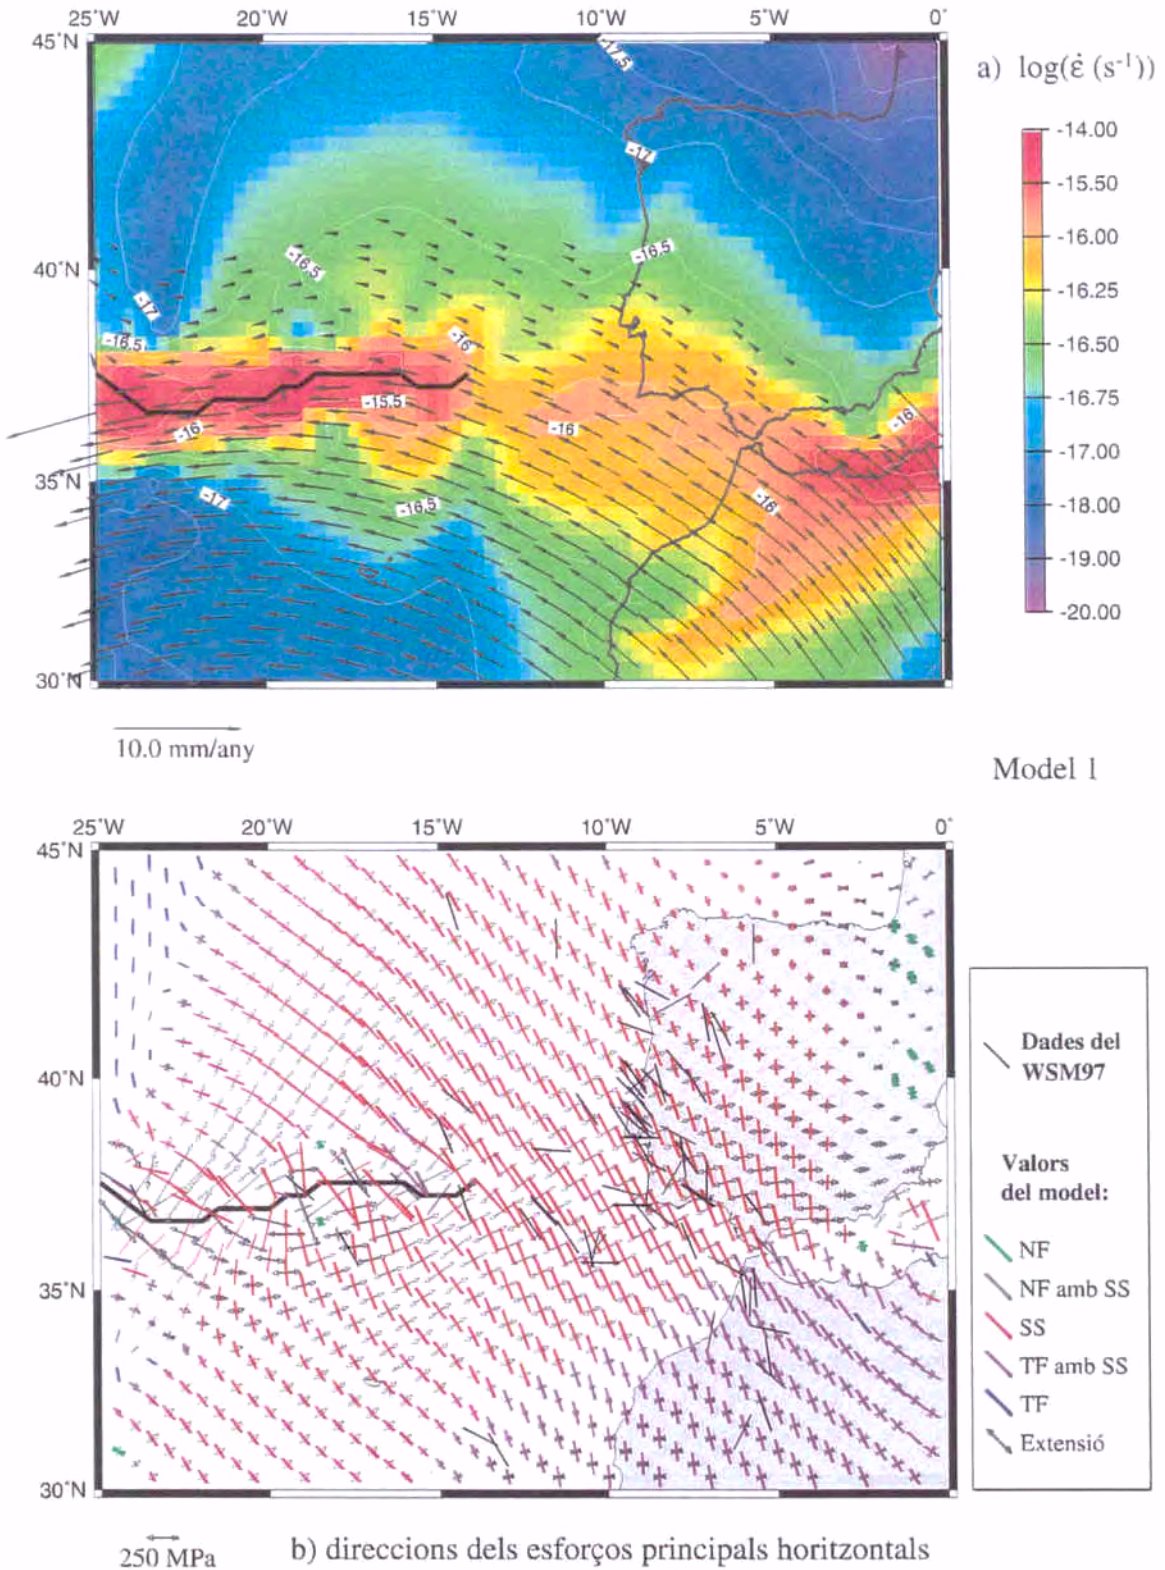 25˚W 20˚W 15˚W 10˚W 5˚W 0˚
45˚N
40˚N
35˚N
30˚N
-17.5
-17
-16.5
-16.5
-17
-16.5
-16
-15.5
-16
-16
-16
-16
-17
-16.5
a) log(ε̇ (s⁻¹))
-14.00
-15.50
-16.00
-16.25
-16.50
-16.75
-17.00
-18.00
-19.00
-20.00
10.0 mm/any
Model 1
25˚W 20˚W 15˚W 10˚W 5˚W 0˚
45˚N
40˚N
35˚N
30˚N
Dades del
WSM97
Valors
del model:
NF
NF amb SS
SS
TF amb SS
TF
Extensió
250 MPa
b) direccions dels esforços principals horitzontals